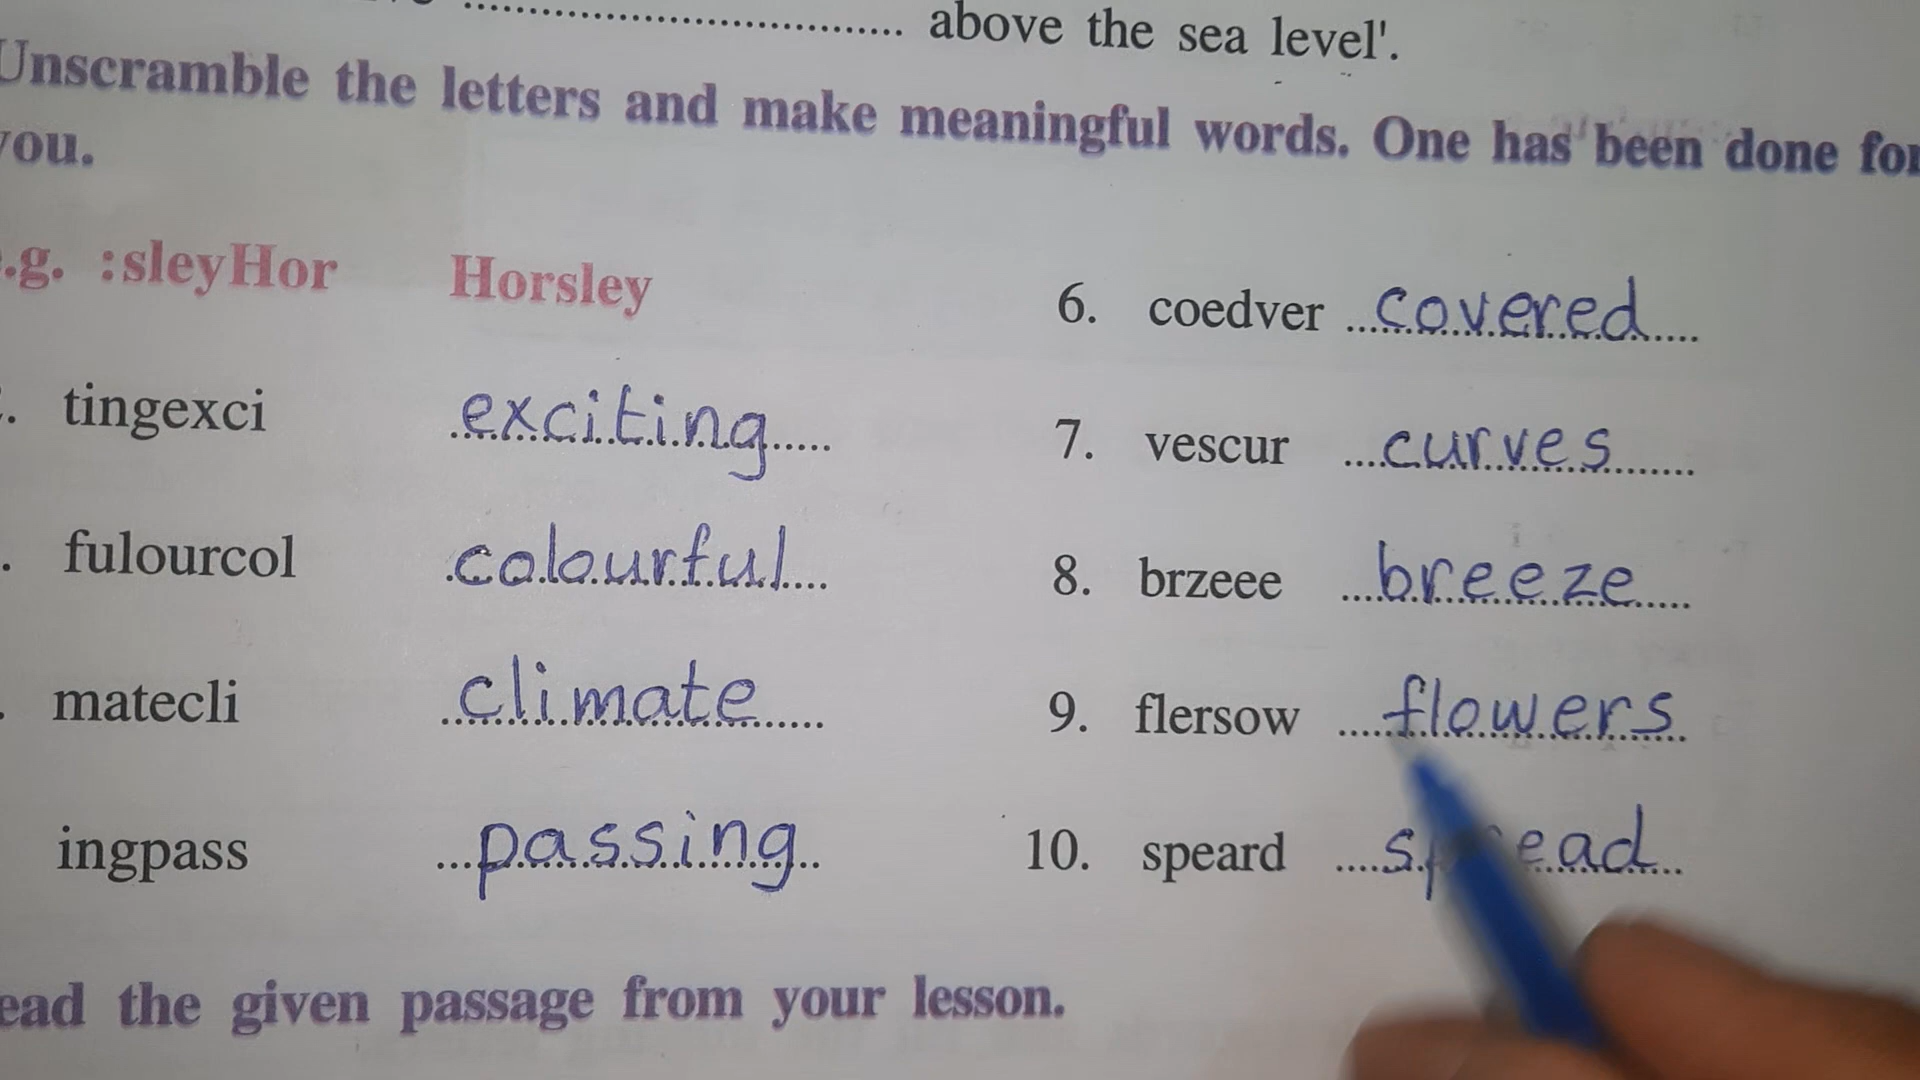 .............................. above the sea level'.
Unscramble the letters and make meaningful words. One has been done for
you.
.g. :sleyHor Horsley
. tingexci exciting
. fulourcol colourful
. matecli climate
ingpass passing
6. coedver covered
7. vescur curves
8. brzeee breeze
9. flersow flowers
10. speard
ead the given passage from your lesson.